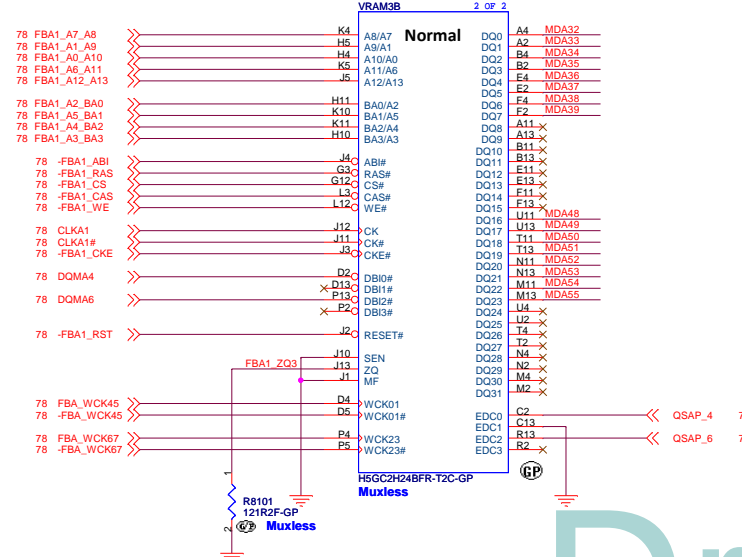 VRAM3B 2 OF 2
Normal
78 FBA1_A7_A8 K4 A8/A7 DQ0 A4 MDA32
78 FBA1_A1_A9 H5 A9/A1 DQ1 A2 MDA33
78 FBA1_A0_A10 H4 A10/A0 DQ2 B4 MDA34
78 FBA1_A6_A11 K5 A11/A6 DQ3 B2 MDA35
78 FBA1_A12_A13 J5 A12/A13 DQ4 E4 MDA36
DQ5 E2 MDA37
78 FBA1_A2_BA0 H11 BA0/A2 DQ6 F4 MDA38
78 FBA1_A5_BA1 K10 BA1/A5 DQ7 F2 MDA39
78 FBA1_A4_BA2 K11 BA2/A4 DQ8 A11
78 FBA1_A3_BA3 H10 BA3/A3 DQ9 A13
DQ10 B11
78 -FBA1_ABI J4 ABI# DQ11 B13
78 -FBA1_RAS G3 RAS# DQ12 E11
78 -FBA1_CS G12 CS# DQ13 E13
78 -FBA1_CAS L3 CAS# DQ14 F11
78 -FBA1_WE L12 WE# DQ15 F13
DQ16 U11 MDA48
78 CLKA1 J12 CK DQ17 U13 MDA49
78 CLKA1# J11 CK# DQ18 T11 MDA50
78 -FBA1_CKE J3 CKE# DQ19 T13 MDA51
DQ20 N11 MDA52
78 DQMA4 D2 DBI0# DQ21 N13 MDA53
D13 DBI1# DQ22 M11 MDA54
78 DQMA6 P13 DBI2# DQ23 M13 MDA55
P2 DBI3# DQ24 U4
DQ25 U2
78 -FBA1_RST J2 RESET# DQ26 T4
DQ27 T2
J10 SEN DQ28 N4
FBA1_ZQ3 J13 ZQ DQ29 N2
J1 MF DQ30 M4
DQ31 M2
78 FBA_WCK45 D4 WCK01
78 -FBA_WCK45 D5 WCK01# EDC0 C2 QSAP_4 7
EDC1 C13
78 FBA_WCK67 P4 WCK23 EDC2 R13 QSAP_6 7
78 -FBA_WCK67 P5 WCK23# EDC3 R2
GP
H5GC2H24BFR-T2C-GP
Muxless
1
R8101
121R2F-GP
2 GP Muxless